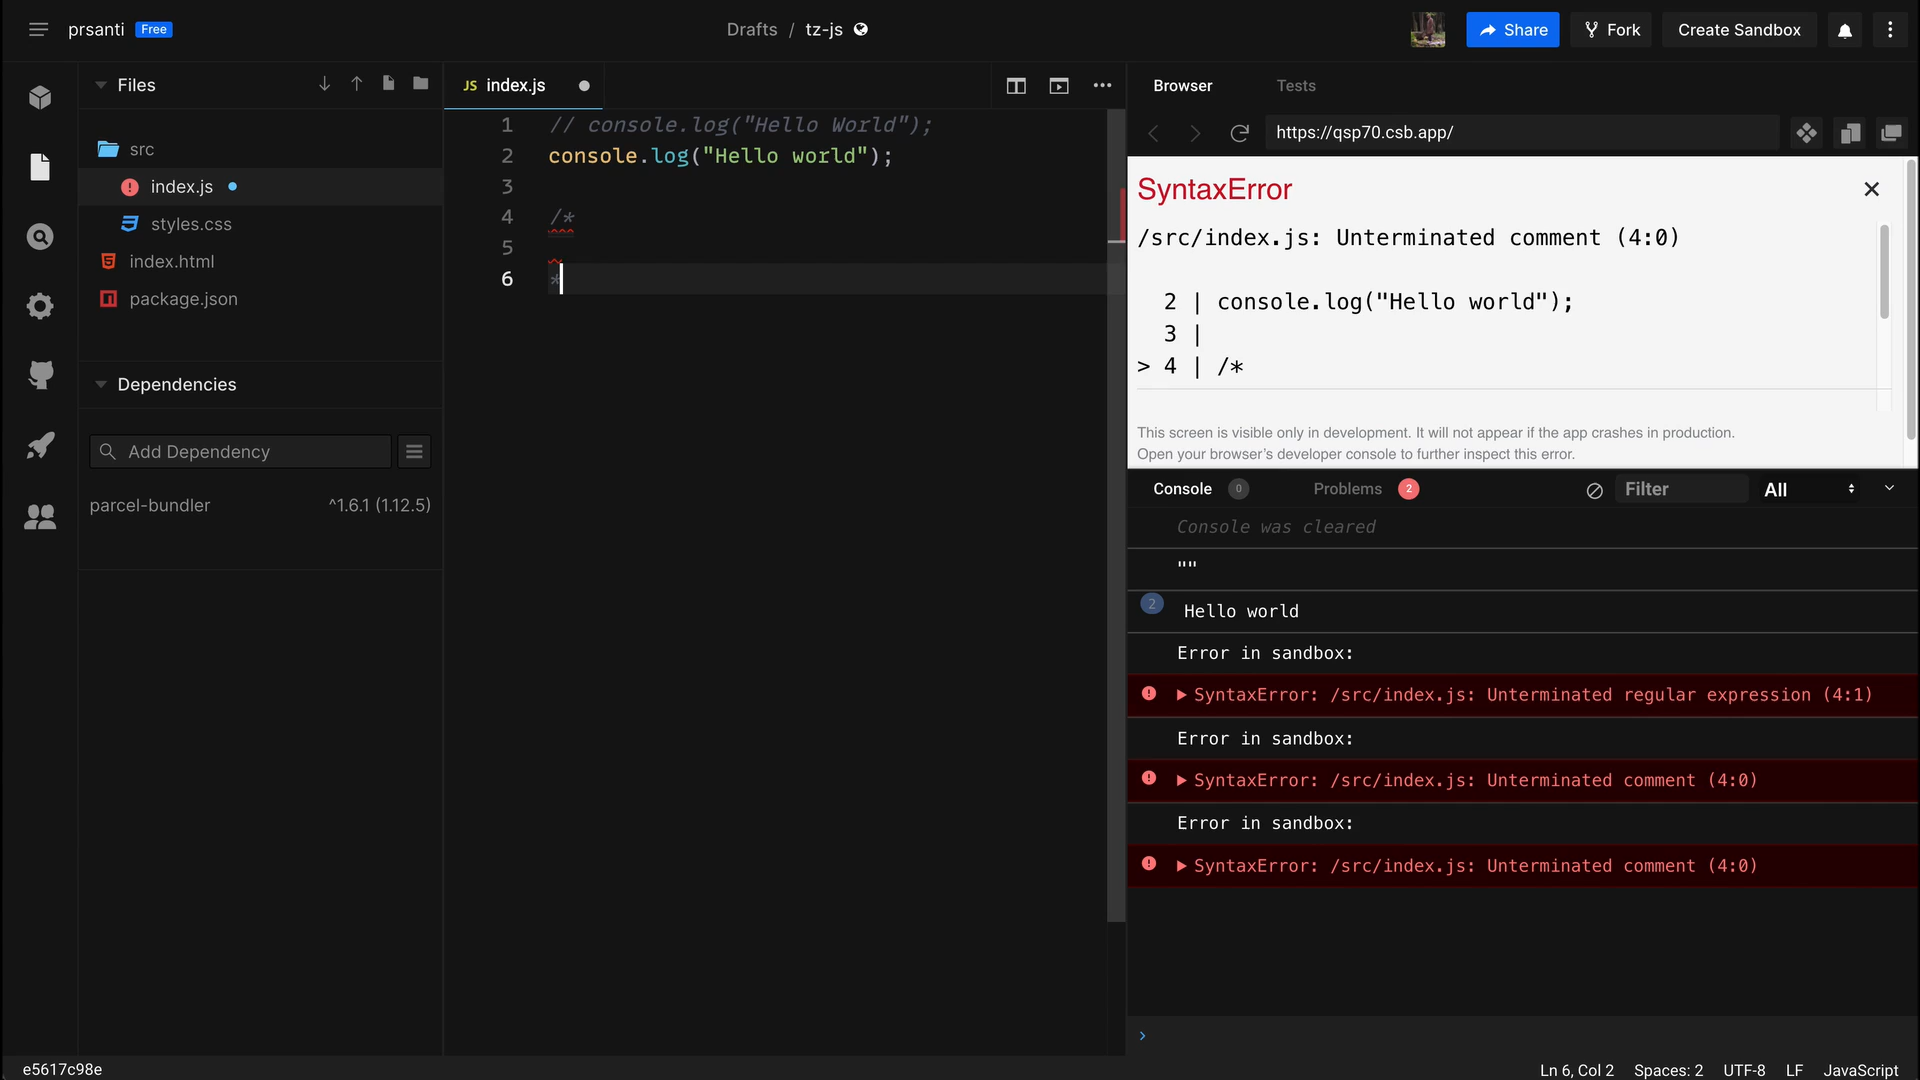 prsanti Free
Drafts / tz-js
Share
Fork
Create Sandbox
Files
src
index.js
styles.css
index.html
package.json
Dependencies
Add Dependency
parcel-bundler ^1.6.1 (1.12.5)
JS index.js
1 // console.log("Hello World");
2 console.log("Hello world");
3
4 /*
5
6 *
Browser Tests
https://qsp70.csb.app/
SyntaxError
/src/index.js: Unterminated comment (4:0)
2 | console.log("Hello world");
3 |
> 4 | /*
This screen is visible only in development. It will not appear if the app crashes in production.
Open your browser’s developer console to further inspect this error.
Console 0 Problems 2 Filter All
Console was cleared
""
2 Hello world
Error in sandbox:
SyntaxError: /src/index.js: Unterminated regular expression (4:1)
Error in sandbox:
SyntaxError: /src/index.js: Unterminated comment (4:0)
Error in sandbox:
SyntaxError: /src/index.js: Unterminated comment (4:0)
e5617c98e
Ln 6, Col 2 Spaces: 2 UTF-8 LF JavaScript